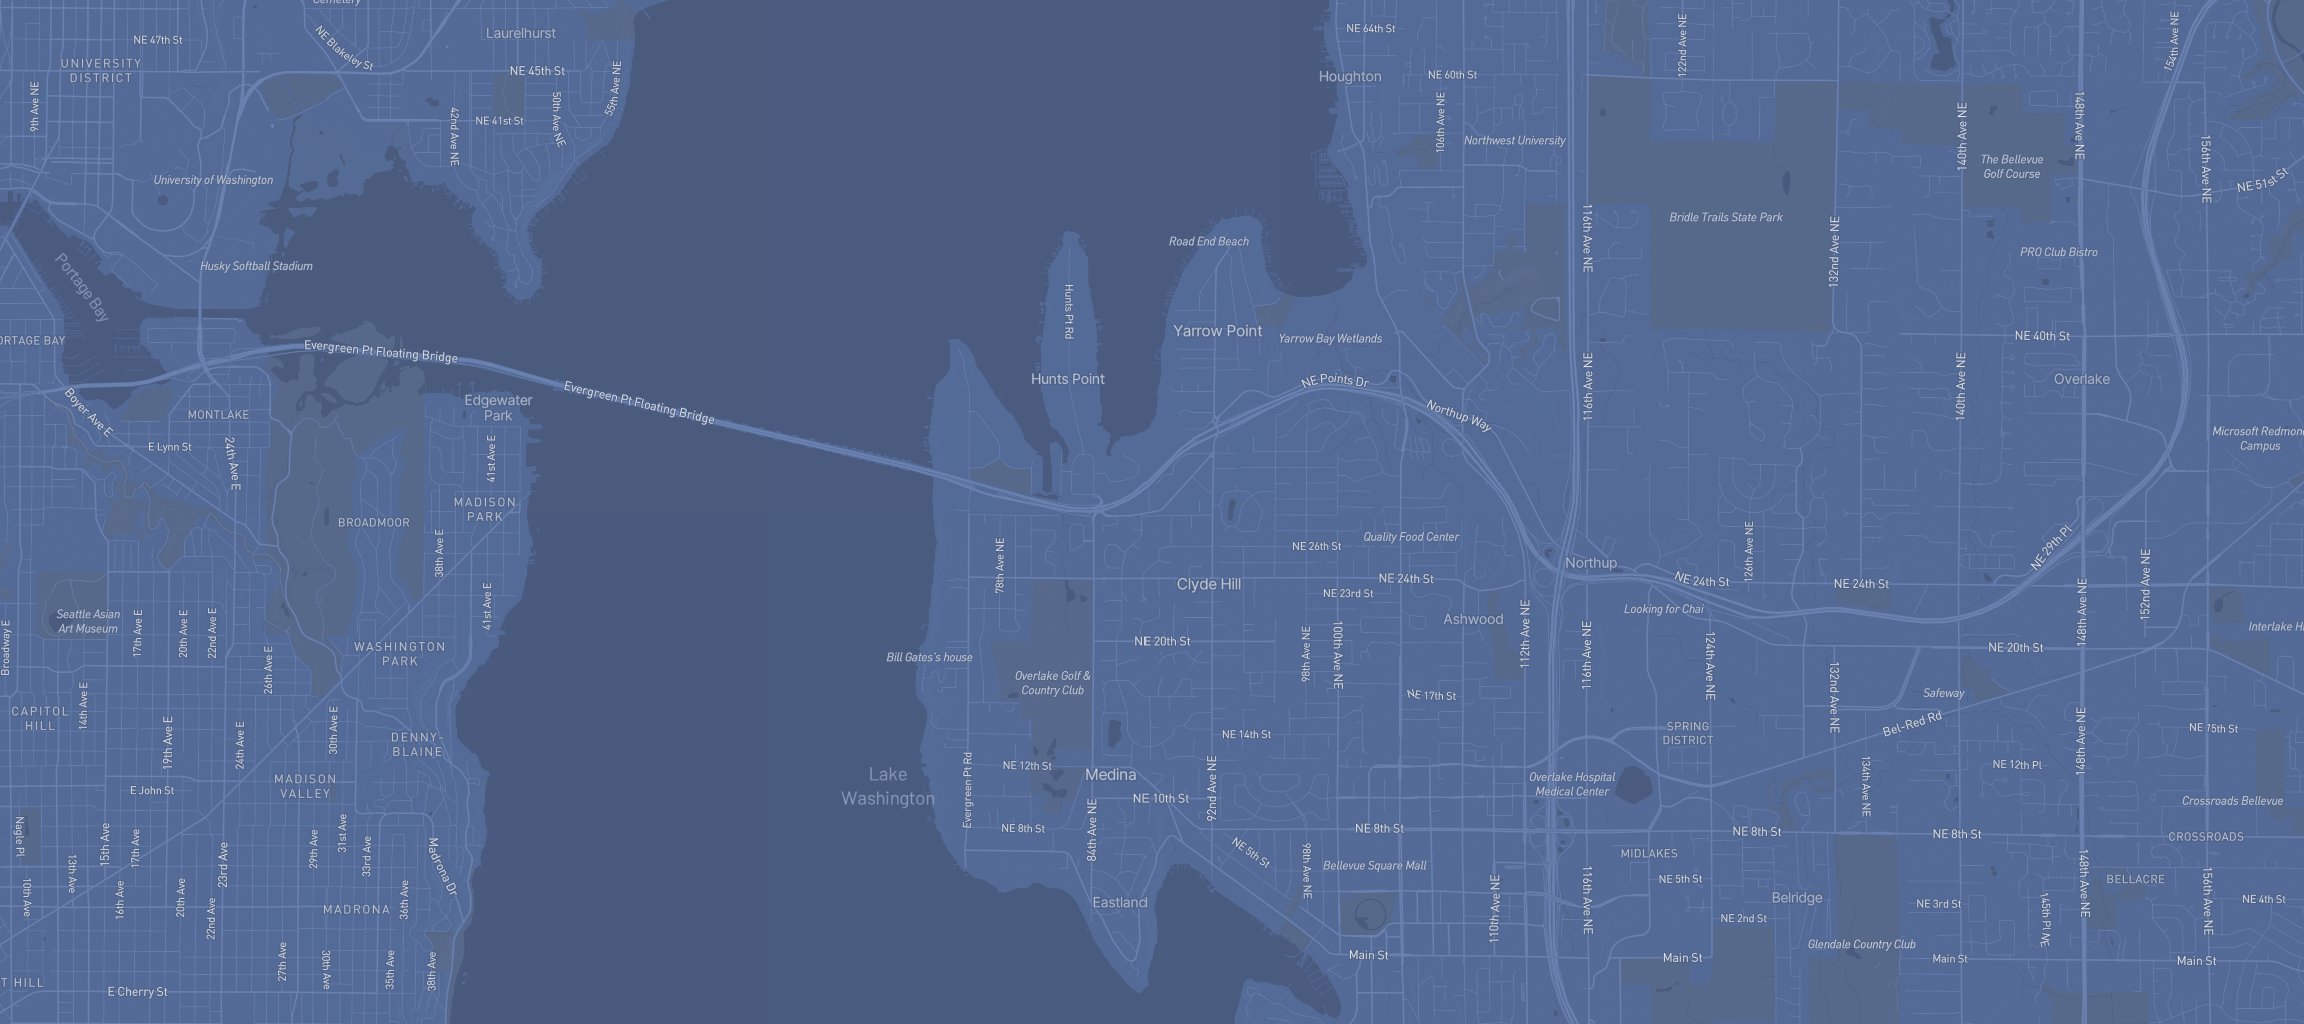 Cemetery
NE 47th St
NE Blakeley St
Laurelhurst
UNIVERSITY
DISTRICT
NE 45th St
9th Ave NE
42nd Ave NE
50th Ave NE
55th Ave NE
NE 41st St
University of Washington
Husky Softball Stadium
Portage Bay
ORTAGE BAY
Evergreen Pt Floating Bridge
Evergreen Pt Floating Bridge
Boyer Ave E
MONTLAKE
E Lynn St
24th Ave E
Edgewater
Park
41st Ave E
MADISON
PARK
BROADMOOR
38th Ave E
41st Ave E
Seattle Asian
Art Museum
Broadway E
17th Ave E
20th Ave E
22nd Ave E
26th Ave E
WASHINGTON
PARK
CAPITOL
HILL
14th Ave E
19th Ave E
24th Ave E
30th Ave E
DENNY-
BLAINE
MADISON
VALLEY
E John St
Nagle Pl
15th Ave
17th Ave
13th Ave
10th Ave
16th Ave
20th Ave
23rd Ave
22nd Ave
29th Ave
31st Ave
33rd Ave
36th Ave
Madrona Dr
MADRONA
27th Ave
30th Ave
35th Ave
38th Ave
T HILL
E Cherry St
Lake
Washington
NE 64th St
Houghton
NE 60th St
106th Ave NE
Northwest University
122nd Ave NE
154th Ave NE
148th Ave NE
140th Ave NE
156th Ave NE
The Bellevue
Golf Course
NE 51st St
Bridle Trails State Park
116th Ave NE
132nd Ave NE
PRO Club Bistro
Road End Beach
Hunts Pt Rd
Yarrow Point
Yarrow Bay Wetlands
Hunts Point
NE Points Dr
Northup Way
116th Ave NE
140th Ave NE
NE 40th St
Overlake
Microsoft Redmon
Campus
78th Ave NE
NE 26th St
Quality Food Center
NE 24th St
NE 23rd St
Clyde Hill
Northup
NE 24th St
126th Ave NE
NE 24th St
NE 29th Pl
148th Ave NE
152nd Ave NE
Looking for Chai
Ashwood
112th Ave NE
116th Ave NE
124th Ave NE
NE 20th St
98th Ave NE
100th Ave NE
Bill Gates's house
Overlake Golf &
Country Club
NE 17th St
NE 20th St
Interlake H
132nd Ave NE
Safeway
Bel-Red Rd
148th Ave NE
NE 15th St
SPRING
DISTRICT
NE 14th St
Evergreen Pt Rd
NE 12th St
Medina
92nd Ave NE
NE 10th St
84th Ave NE
NE 8th St
Overlake Hospital
Medical Center
134th Ave NE
NE 12th Pl
Crossroads Bellevue
NE 8th St
NE 8th St
NE 8th St
CROSSROADS
NE 5th St
98th Ave NE
Bellevue Square Mall
MIDLAKES
NE 5th St
116th Ave NE
110th Ave NE
Belridge
148th Ave NE
BELLACRE
156th Ave NE
NE 4th St
Eastland
NE 2nd St
NE 3rd St
145th Pl NE
Glendale Country Club
Main St
Main St
Main St
Main St